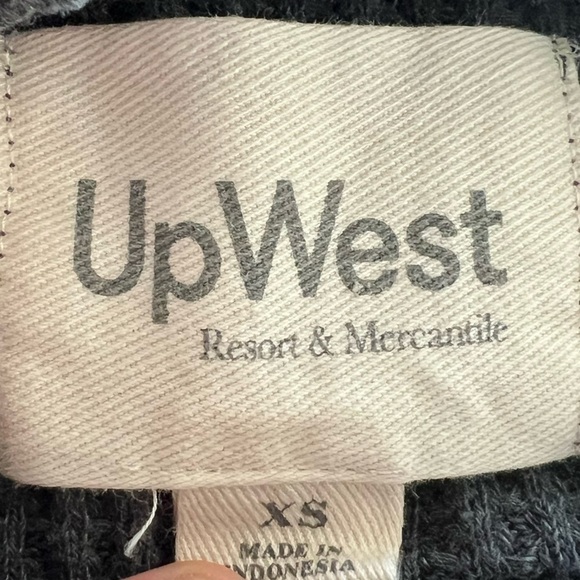 UpWest
Resort & Mercantile
XS
MADE IN
INDONESIA